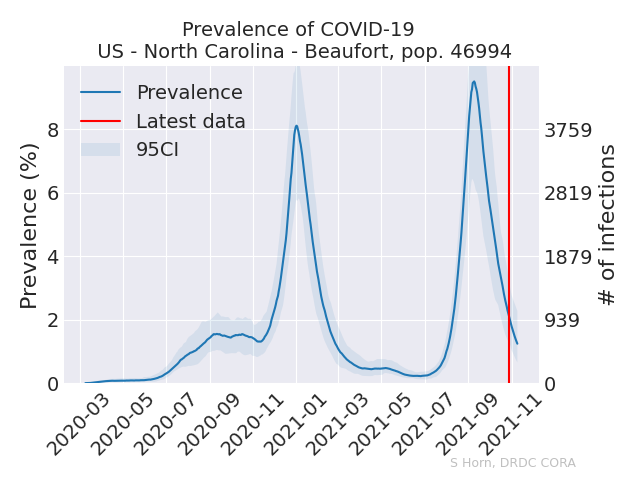 Prevalence of COVID-19
US - North Carolina - Beaufort, pop. 46994
Prevalence
Latest data
95CI
Prevalence (%)
8
6
4
2
0
3759
2819
1879
939
0
# of infections
2020-03
2020-05
2020-07
2020-09
2020-11
2021-01
2021-03
2021-05
2021-07
2021-09
2021-11
S Horn, DRDC CORA